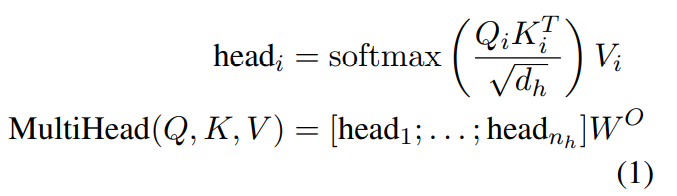 head_i = softmax ( Q_i K_i^T / √d_h ) V_i
MultiHead(Q, K, V) = [head_1; . . . ; head_{n_h}]W^O
(1)